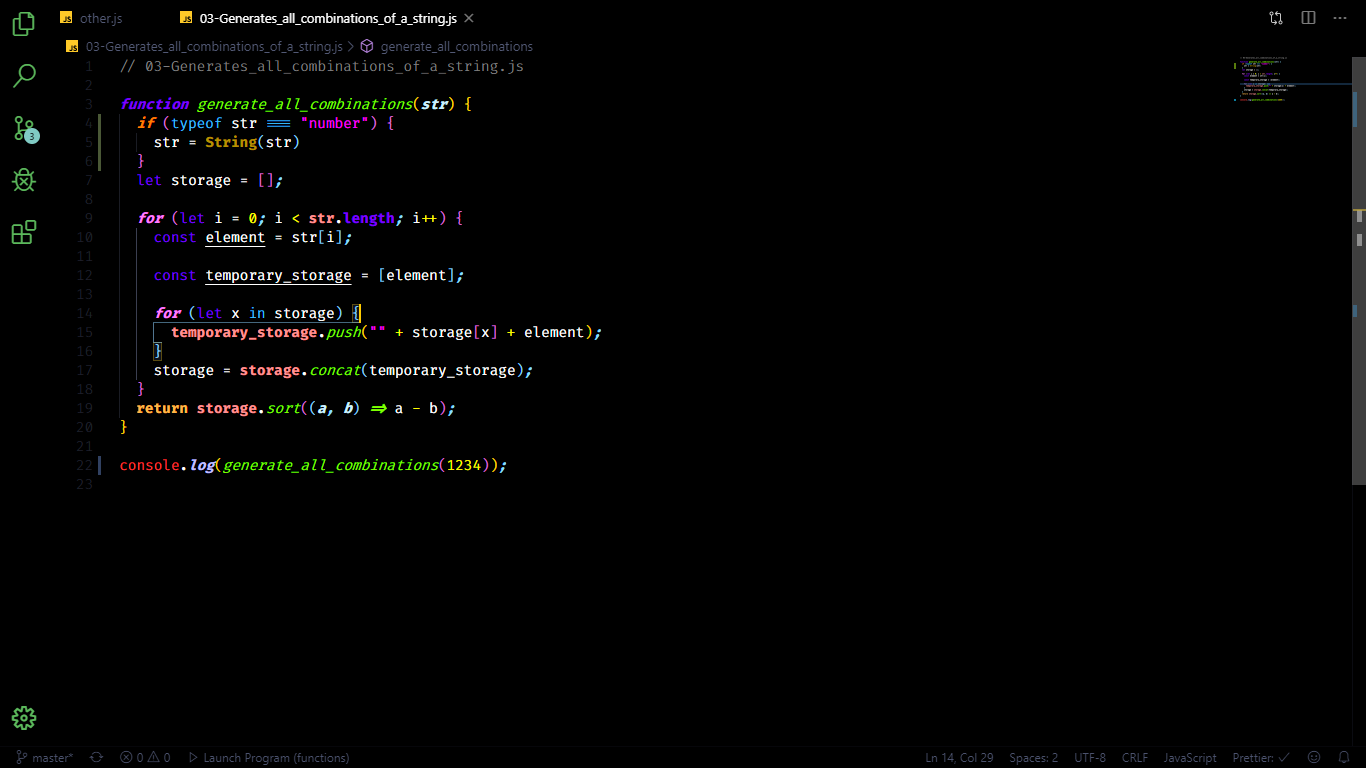 JS other.js
JS 03-Generates_all_combinations_of_a_string.js
JS 03-Generates_all_combinations_of_a_string.js > generate_all_combinations
1 // 03-Generates_all_combinations_of_a_string.js
2
3 function generate_all_combinations(str) {
4 if (typeof str === "number") {
5 str = String(str)
6 }
7 let storage = [];
8
9 for (let i = 0; i < str.length; i++) {
10 const element = str[i];
11
12 const temporary_storage = [element];
13
14 for (let x in storage) {
15 temporary_storage.push("" + storage[x] + element);
16 }
17 storage = storage.concat(temporary_storage);
18 }
19 return storage.sort((a, b) => a - b);
20 }
21
22 console.log(generate_all_combinations(1234));
23
3
master* 0 0 Launch Program (functions) Ln 14, Col 29 Spaces: 2 UTF-8 CRLF JavaScript Prettier: ✓